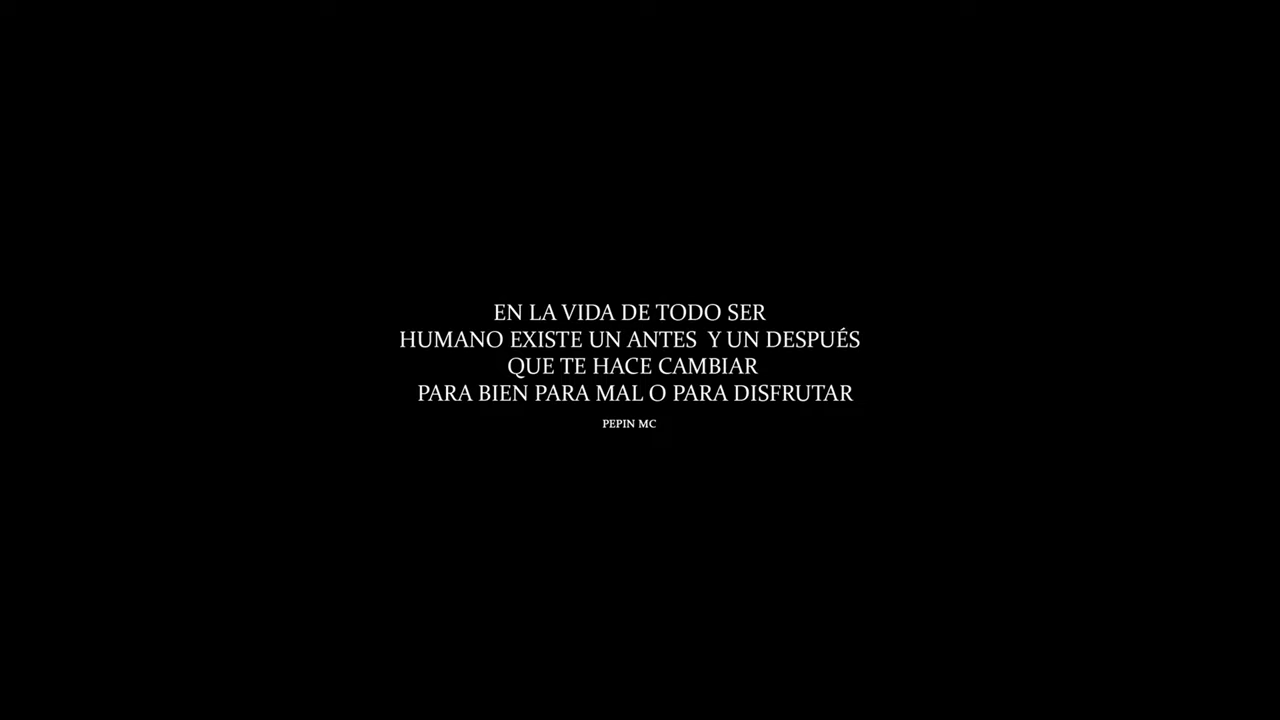 EN LA VIDA DE TODO SER
HUMANO EXISTE UN ANTES  Y UN DESPUÉS
QUE TE HACE CAMBIAR
PARA BIEN PARA MAL O PARA DISFRUTAR
PEPIN MC